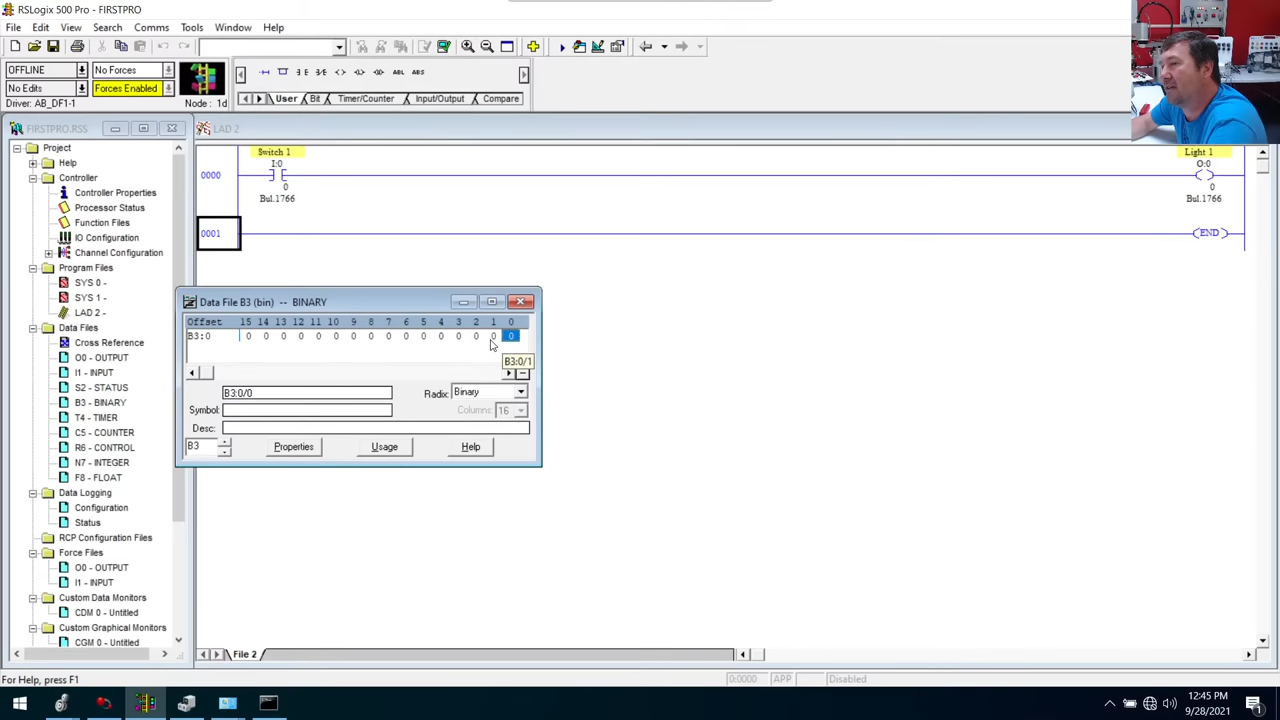 RSLogix 500 Pro - FIRSTPRO
File Edit View Search Comms Tools Window Help
OFFLINE No Forces
No Edits Forces Enabled
Driver: AB_DF1-1 Node : 1d
ABL ABS
User Bit Timer/Counter Input/Output Compare
FIRSTPRO.RSS
Project
Help
Controller
Controller Properties
Processor Status
Function Files
IO Configuration
Channel Configuration
Program Files
SYS 0 -
SYS 1 -
LAD 2 -
Data Files
Cross Reference
O0 - OUTPUT
I1 - INPUT
S2 - STATUS
B3 - BINARY
T4 - TIMER
C5 - COUNTER
R6 - CONTROL
N7 - INTEGER
F8 - FLOAT
Data Logging
Configuration
Status
RCP Configuration Files
Force Files
O0 - OUTPUT
I1 - INPUT
Custom Data Monitors
CDM 0 - Untitled
Custom Graphical Monitors
CGM 0 - Untitled
LAD 2
Switch 1 Light 1
I:0 O:0
0000
0 0
Bul.1766 Bul.1766
0001 END
Data File B3 (bin) -- BINARY
Offset 15 14 13 12 11 10 9 8 7 6 5 4 3 2 1 0
B3:0 0 0 0 0 0 0 0 0 0 0 0 0 0 0 0 0
B3:0/1
B3:0/0 Radix: Binary
Symbol: Columns: 16
Desc:
B3 Properties Usage Help
File 2
For Help, press F1 0:0000 APP Disabled
12:45 PM
9/28/2021
1